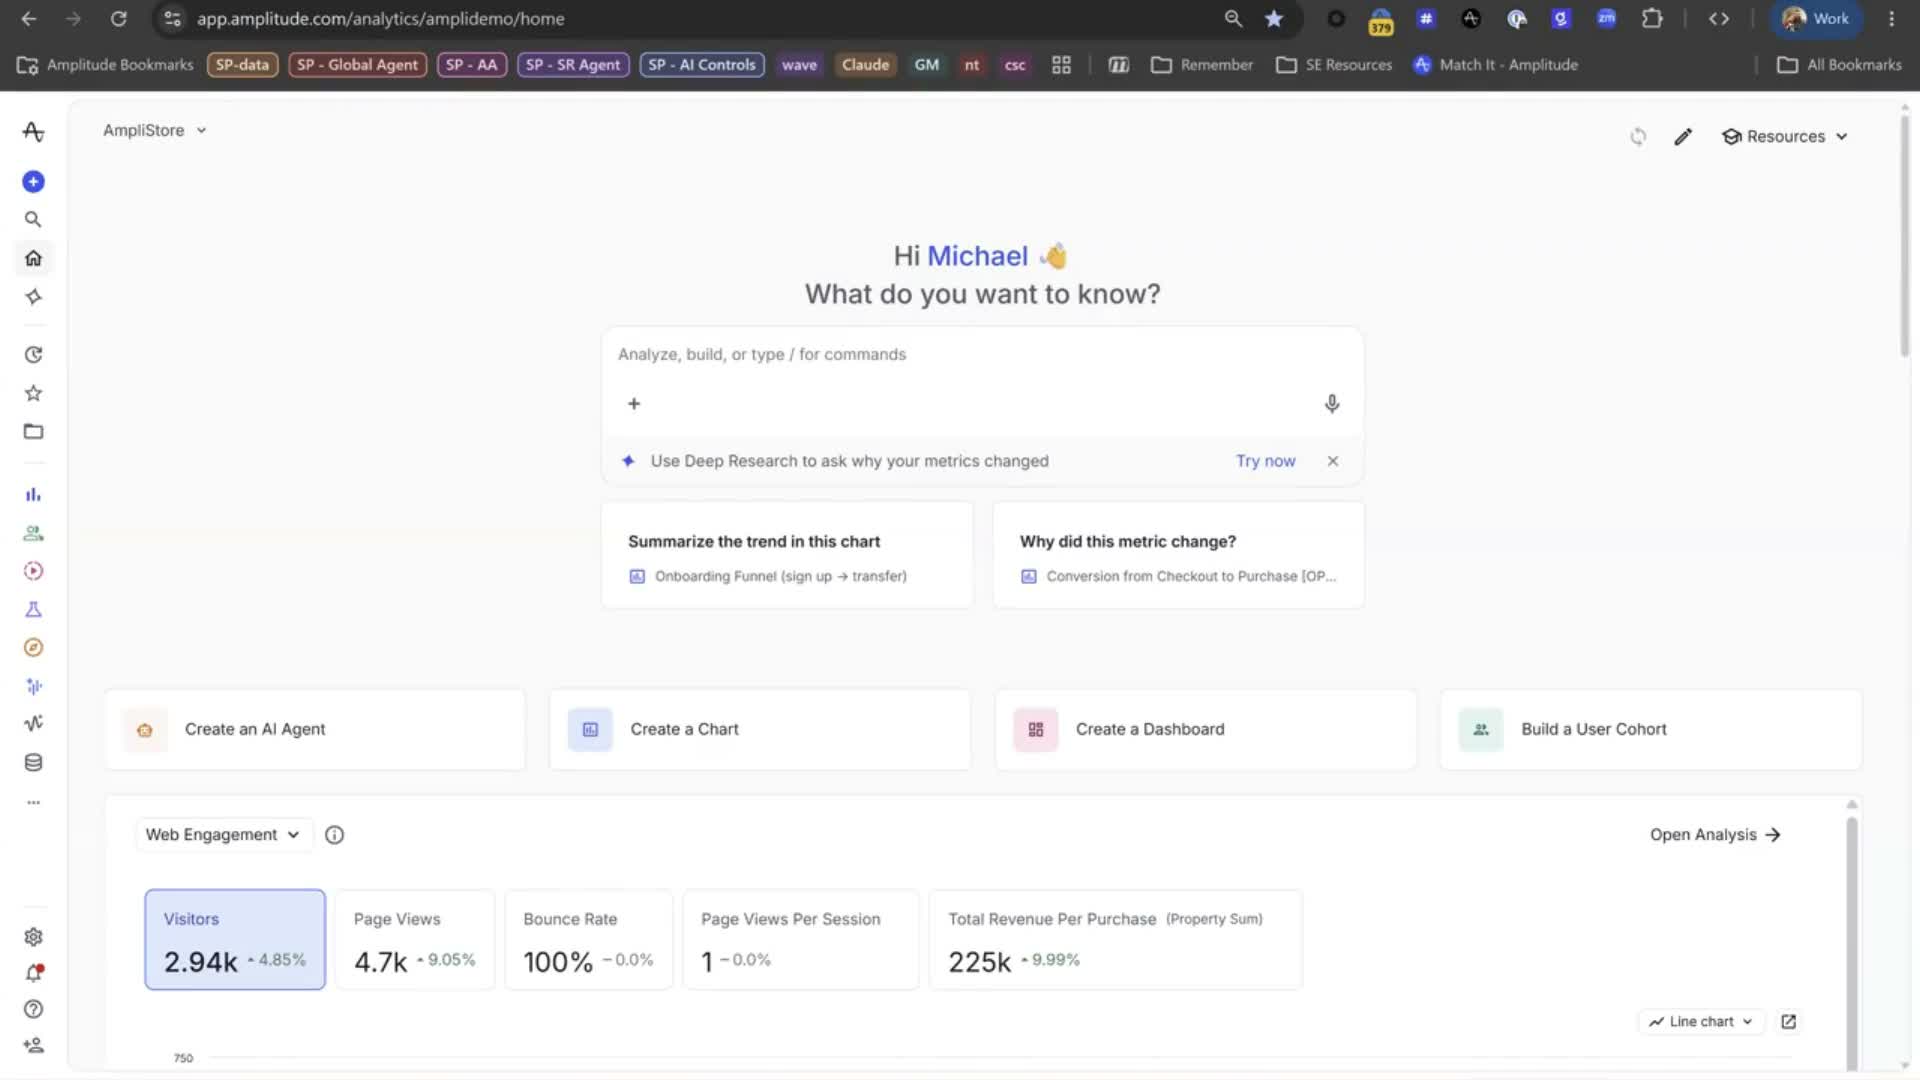 app.amplitude.com/analytics/amplidemo/home
379
#
g
zm
Work
Amplitude Bookmarks
SP-data
SP - Global Agent
SP - AA
SP - SR Agent
SP - AI Controls
wave
Claude
GM
nt
csc
m
Remember
SE Resources
Match It - Amplitude
All Bookmarks
AmpliStore
Resources
Hi Michael 👋
What do you want to know?
Analyze, build, or type / for commands
Use Deep Research to ask why your metrics changed
Try now
Summarize the trend in this chart
Onboarding Funnel (sign up → transfer)
Why did this metric change?
Conversion from Checkout to Purchase [OP...
Create an AI Agent
Create a Chart
Create a Dashboard
Build a User Cohort
Web Engagement
Open Analysis →
Visitors
2.94k 4.85%
Page Views
4.7k 9.05%
Bounce Rate
100% – 0.0%
Page Views Per Session
1 – 0.0%
Total Revenue Per Purchase (Property Sum)
225k 9.99%
Line chart
750